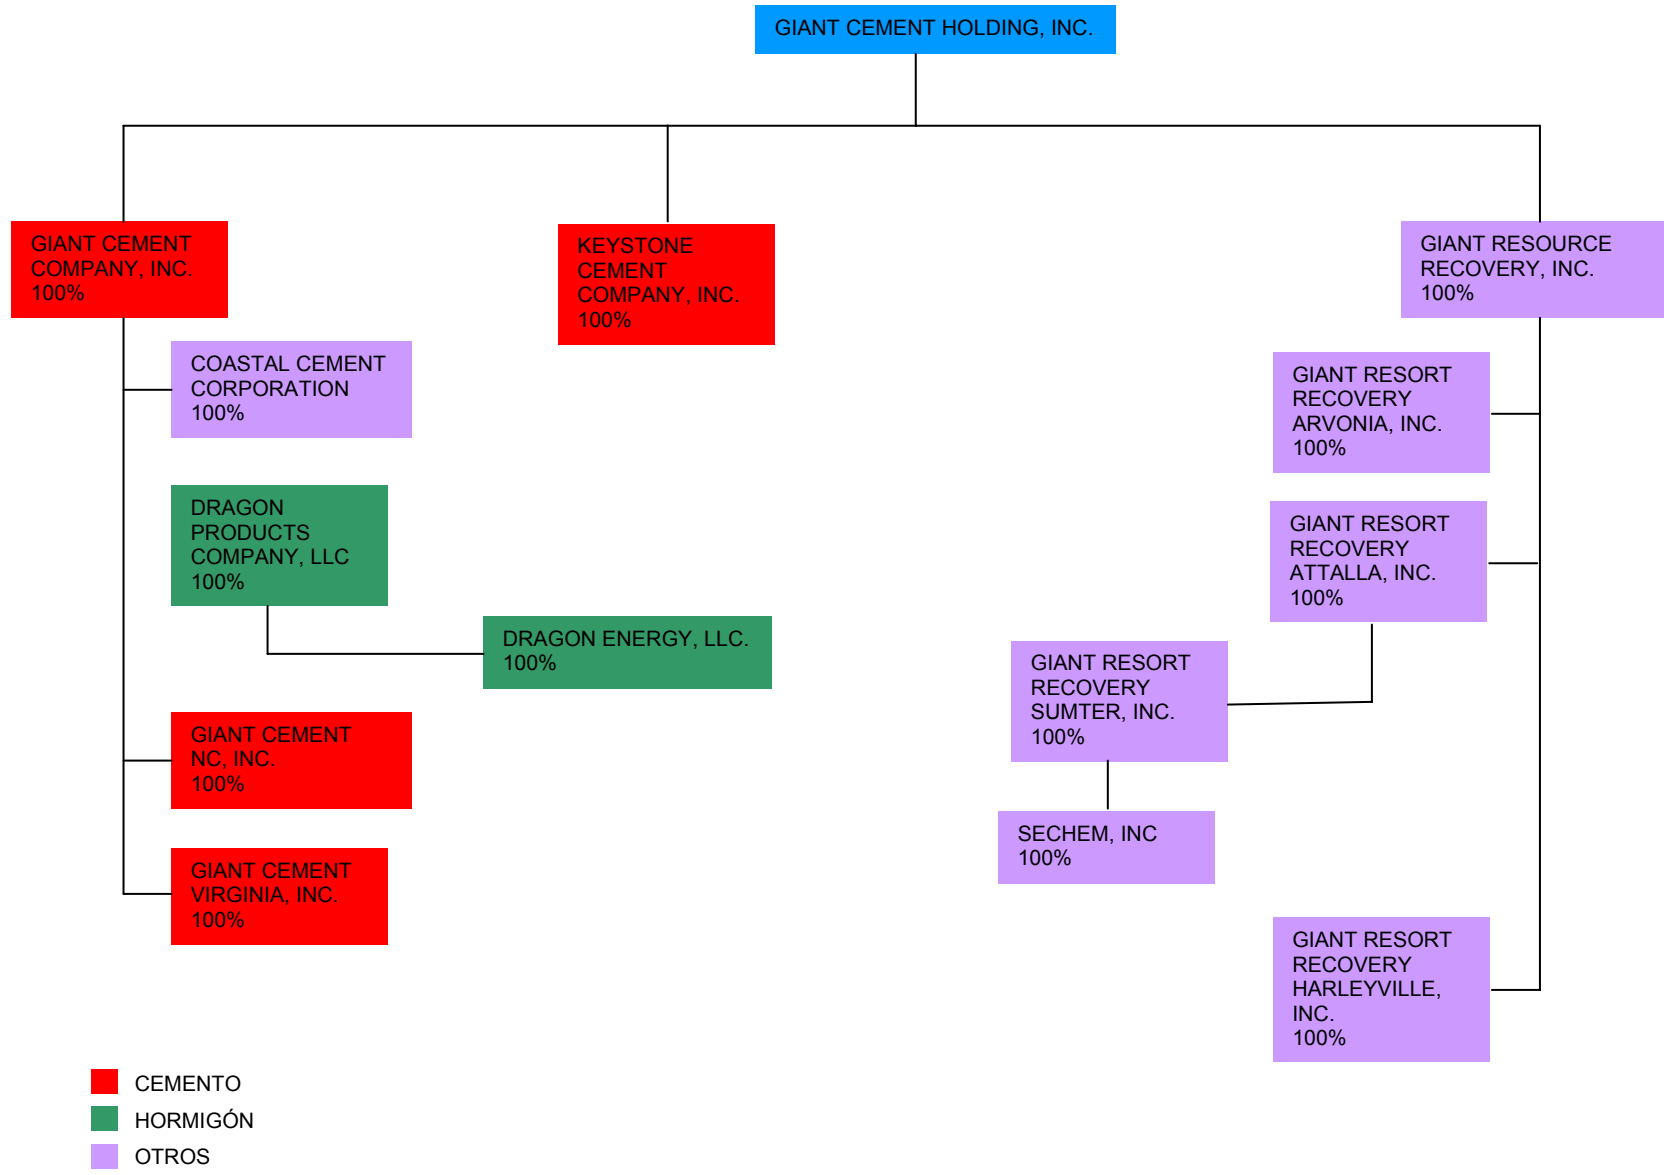 GIANT CEMENT HOLDING, INC.
GIANT CEMENT
COMPANY, INC.
100%
KEYSTONE
CEMENT
COMPANY, INC.
100%
GIANT RESOURCE
RECOVERY, INC.
100%
COASTAL CEMENT
CORPORATION
100%
DRAGON
PRODUCTS
COMPANY, LLC
100%
DRAGON ENERGY, LLC.
100%
GIANT CEMENT
NC, INC.
100%
GIANT CEMENT
VIRGINIA, INC.
100%
GIANT RESORT
RECOVERY
ARVONIA, INC.
100%
GIANT RESORT
RECOVERY
ATTALLA, INC.
100%
GIANT RESORT
RECOVERY
SUMTER, INC.
100%
SECHEM, INC
100%
GIANT RESORT
RECOVERY
HARLEYVILLE,
INC.
100%
CEMENTO
HORMIGÓN
OTROS